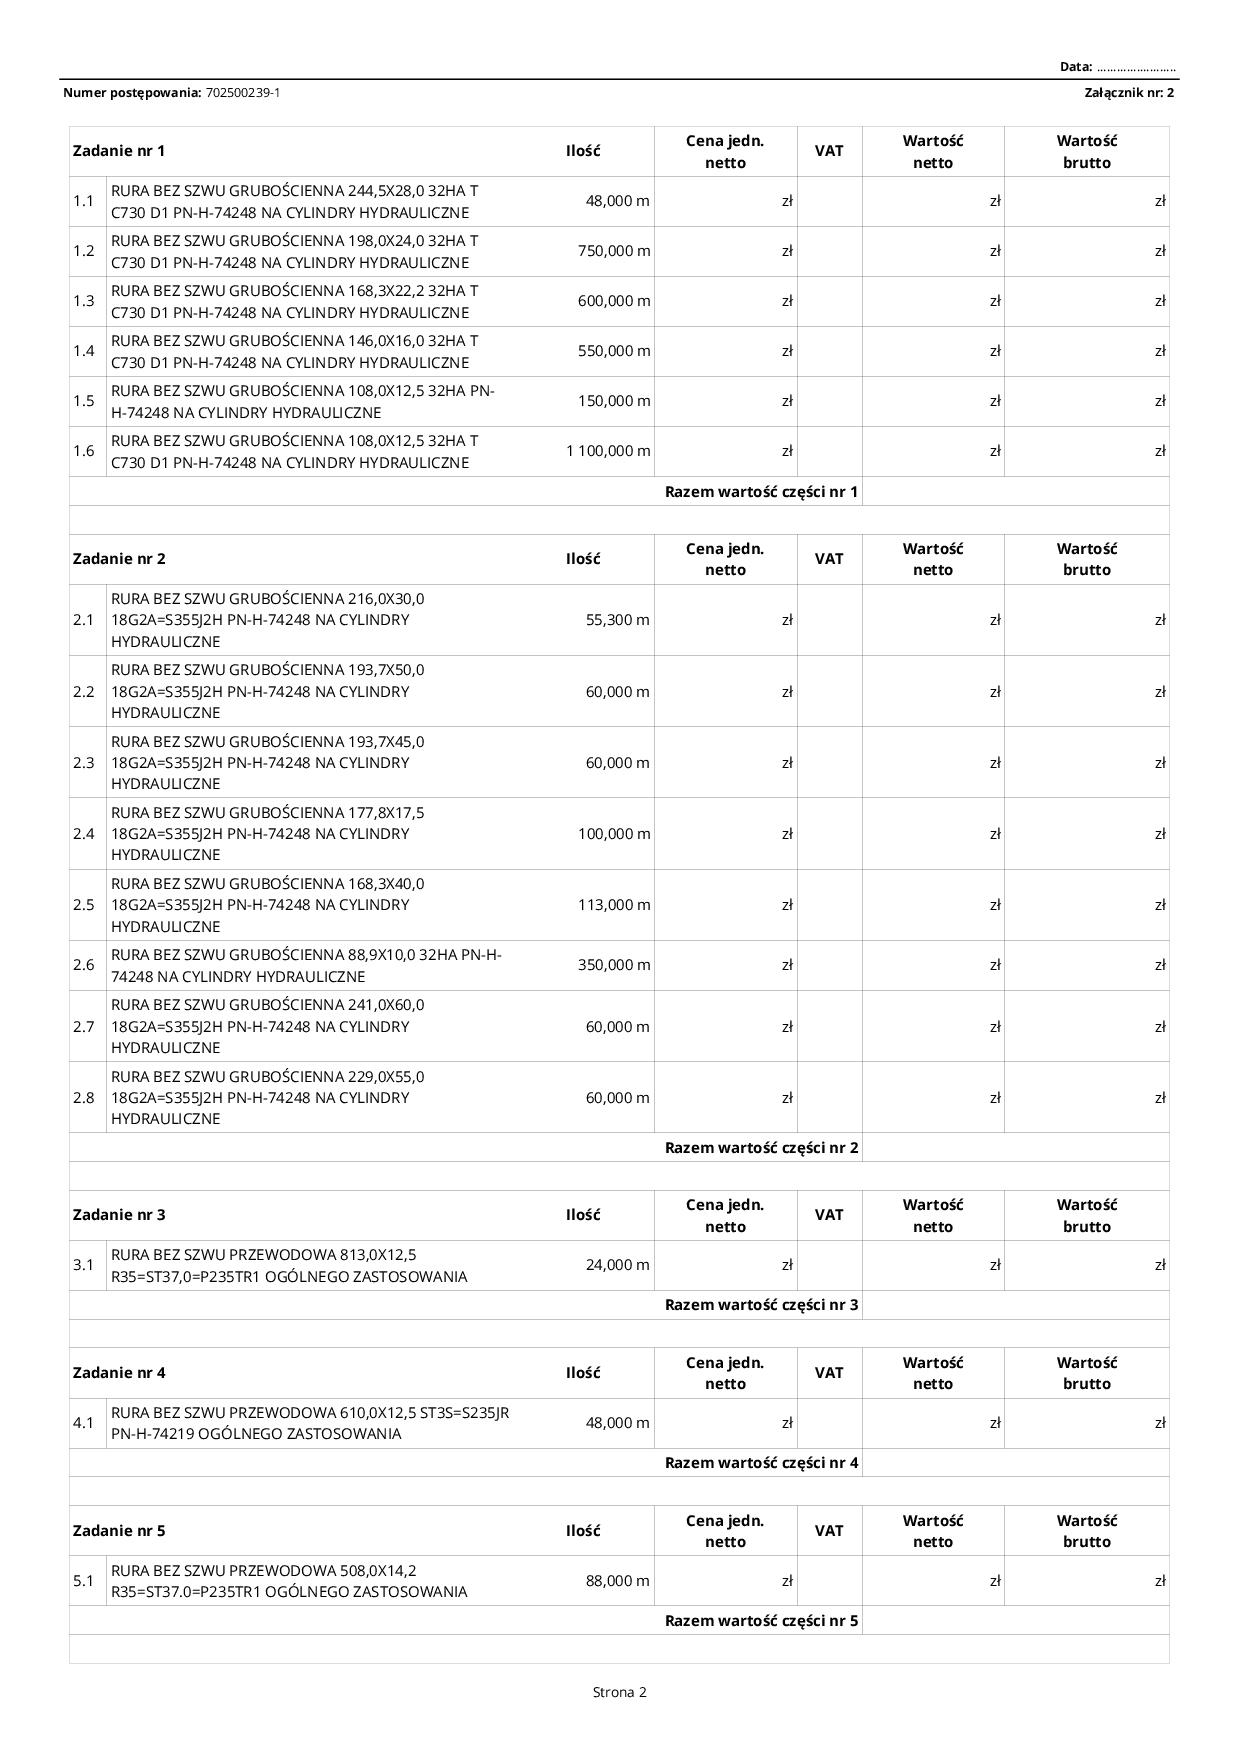 Data: ........................
Numer postępowania: 702500239-1 Załącznik nr: 2
Zadanie nr 1 Ilość Cena jedn. netto VAT Wartość netto Wartość brutto
1.1 RURA BEZ SZWU GRUBOŚCIENNA 244,5X28,0 32HA T
C730 D1 PN-H-74248 NA CYLINDRY HYDRAULICZNE 48,000 m zł zł zł
1.2 RURA BEZ SZWU GRUBOŚCIENNA 198,0X24,0 32HA T
C730 D1 PN-H-74248 NA CYLINDRY HYDRAULICZNE 750,000 m zł zł zł
1.3 RURA BEZ SZWU GRUBOŚCIENNA 168,3X22,2 32HA T
C730 D1 PN-H-74248 NA CYLINDRY HYDRAULICZNE 600,000 m zł zł zł
1.4 RURA BEZ SZWU GRUBOŚCIENNA 146,0X16,0 32HA T
C730 D1 PN-H-74248 NA CYLINDRY HYDRAULICZNE 550,000 m zł zł zł
1.5 RURA BEZ SZWU GRUBOŚCIENNA 108,0X12,5 32HA PN-
H-74248 NA CYLINDRY HYDRAULICZNE 150,000 m zł zł zł
1.6 RURA BEZ SZWU GRUBOŚCIENNA 108,0X12,5 32HA T
C730 D1 PN-H-74248 NA CYLINDRY HYDRAULICZNE 1 100,000 m zł zł zł
Razem wartość części nr 1
Zadanie nr 2 Ilość Cena jedn. netto VAT Wartość netto Wartość brutto
2.1 RURA BEZ SZWU GRUBOŚCIENNA 216,0X30,0
18G2A=S355J2H PN-H-74248 NA CYLINDRY
HYDRAULICZNE 55,300 m zł zł zł
2.2 RURA BEZ SZWU GRUBOŚCIENNA 193,7X50,0
18G2A=S355J2H PN-H-74248 NA CYLINDRY
HYDRAULICZNE 60,000 m zł zł zł
2.3 RURA BEZ SZWU GRUBOŚCIENNA 193,7X45,0
18G2A=S355J2H PN-H-74248 NA CYLINDRY
HYDRAULICZNE 60,000 m zł zł zł
2.4 RURA BEZ SZWU GRUBOŚCIENNA 177,8X17,5
18G2A=S355J2H PN-H-74248 NA CYLINDRY
HYDRAULICZNE 100,000 m zł zł zł
2.5 RURA BEZ SZWU GRUBOŚCIENNA 168,3X40,0
18G2A=S355J2H PN-H-74248 NA CYLINDRY
HYDRAULICZNE 113,000 m zł zł zł
2.6 RURA BEZ SZWU GRUBOŚCIENNA 88,9X10,0 32HA PN-H-
74248 NA CYLINDRY HYDRAULICZNE 350,000 m zł zł zł
2.7 RURA BEZ SZWU GRUBOŚCIENNA 241,0X60,0
18G2A=S355J2H PN-H-74248 NA CYLINDRY
HYDRAULICZNE 60,000 m zł zł zł
2.8 RURA BEZ SZWU GRUBOŚCIENNA 229,0X55,0
18G2A=S355J2H PN-H-74248 NA CYLINDRY
HYDRAULICZNE 60,000 m zł zł zł
Razem wartość części nr 2
Zadanie nr 3 Ilość Cena jedn. netto VAT Wartość netto Wartość brutto
3.1 RURA BEZ SZWU PRZEWODOWA 813,0X12,5
R35=ST37,0=P235TR1 OGÓLNEGO ZASTOSOWANIA 24,000 m zł zł zł
Razem wartość części nr 3
Zadanie nr 4 Ilość Cena jedn. netto VAT Wartość netto Wartość brutto
4.1 RURA BEZ SZWU PRZEWODOWA 610,0X12,5 ST3S=S235JR
PN-H-74219 OGÓLNEGO ZASTOSOWANIA 48,000 m zł zł zł
Razem wartość części nr 4
Zadanie nr 5 Ilość Cena jedn. netto VAT Wartość netto Wartość brutto
5.1 RURA BEZ SZWU PRZEWODOWA 508,0X14,2
R35=ST37.0=P235TR1 OGÓLNEGO ZASTOSOWANIA 88,000 m zł zł zł
Razem wartość części nr 5
Strona 2